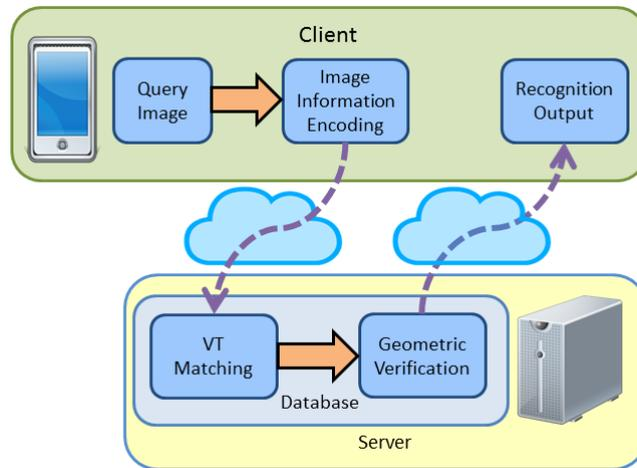 Client
Query
Image
Image
Information
Encoding
Recognition
Output
VT
Matching
Geometric
Verification
Database
Server